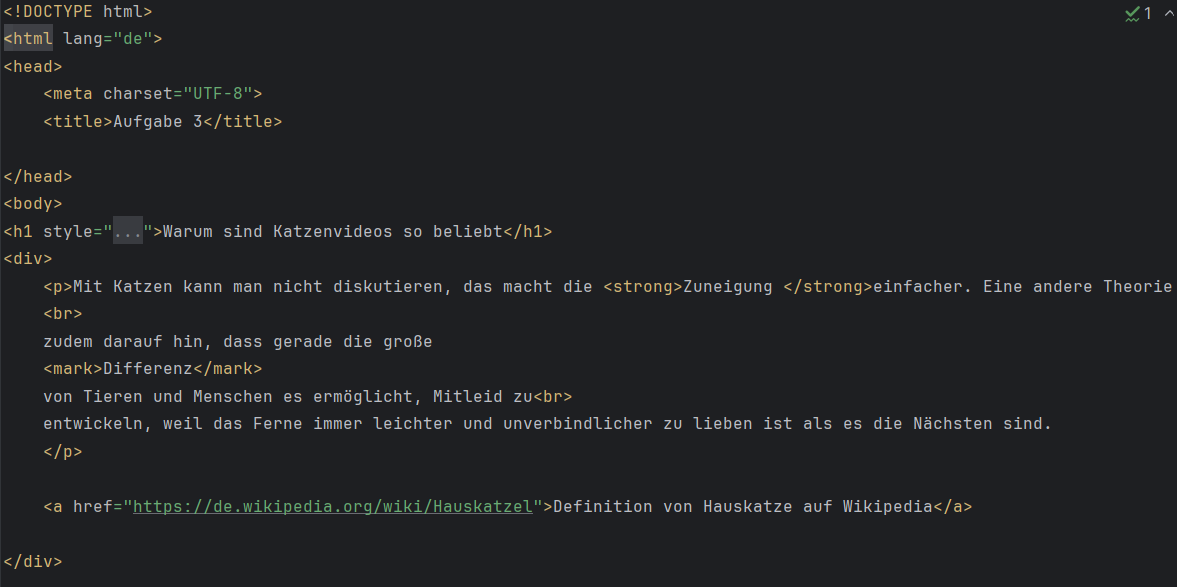 <!DOCTYPE html>
1
<html lang="de">
<head>
<meta charset="UTF-8">
<title>Aufgabe 3</title>
</head>
<body>
<h1 style="...">Warum sind Katzenvideos so beliebt</h1>
<div>
<p>Mit Katzen kann man nicht diskutieren, das macht die <strong>Zuneigung </strong>einfacher. Eine andere Theorie
<br>
zudem darauf hin, dass gerade die große
<mark>Differenz</mark>
von Tieren und Menschen es ermöglicht, Mitleid zu<br>
entwickeln, weil das Ferne immer leichter und unverbindlicher zu lieben ist als es die Nächsten sind.
</p>
<a href="https://de.wikipedia.org/wiki/Hauskatzel">Definition von Hauskatze auf Wikipedia</a>
</div>